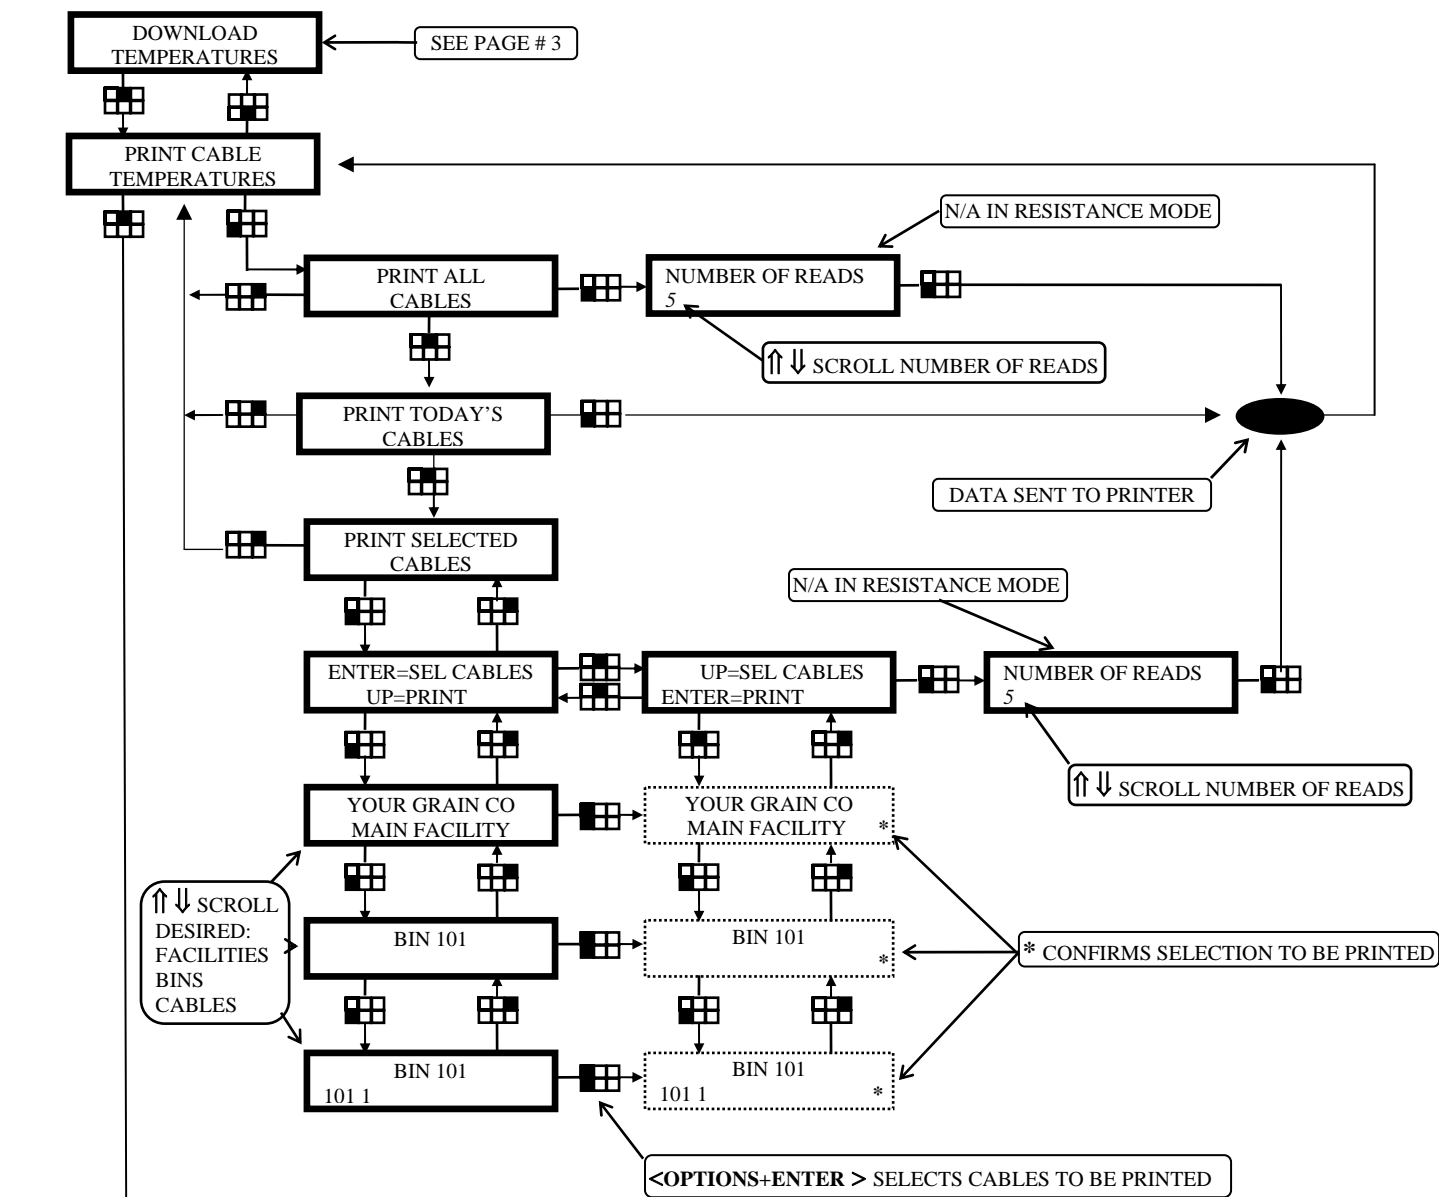 DOWNLOAD
TEMPERATURES
SEE PAGE # 3
PRINT CABLE
TEMPERATURES
N/A IN RESISTANCE MODE
PRINT ALL
CABLES
NUMBER OF READS
5
⇑ ⇓ SCROLL NUMBER OF READS
PRINT TODAY'S
CABLES
DATA SENT TO PRINTER
PRINT SELECTED
CABLES
N/A IN RESISTANCE MODE
ENTER=SEL CABLES
UP=PRINT
UP=SEL CABLES
ENTER=PRINT
NUMBER OF READS
5
⇑ ⇓ SCROLL NUMBER OF READS
YOUR GRAIN CO
MAIN FACILITY
YOUR GRAIN CO
MAIN FACILITY *
⇑ ⇓ SCROLL
DESIRED:
FACILITIES
BINS
CABLES
BIN 101
BIN 101
*
* CONFIRMS SELECTION TO BE PRINTED
BIN 101
101 1
BIN 101
101 1 *
<OPTIONS+ENTER > SELECTS CABLES TO BE PRINTED